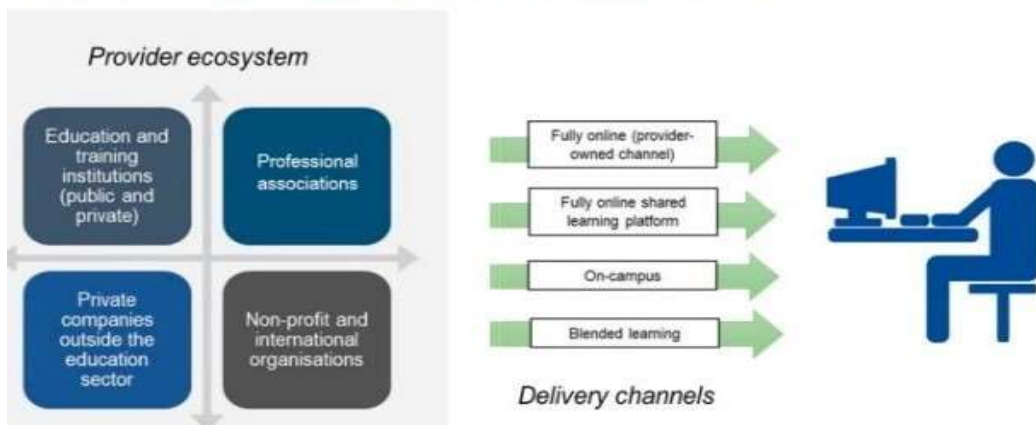 Provider ecosystem
Education and
training
institutions
(public and
private)
Professional
associations
Private
companies
outside the
education
sector
Non-profit and
international
organisations
Fully online (provider-
owned channel)
Fully online shared
learning platform
On-campus
Blended learning
Delivery channels